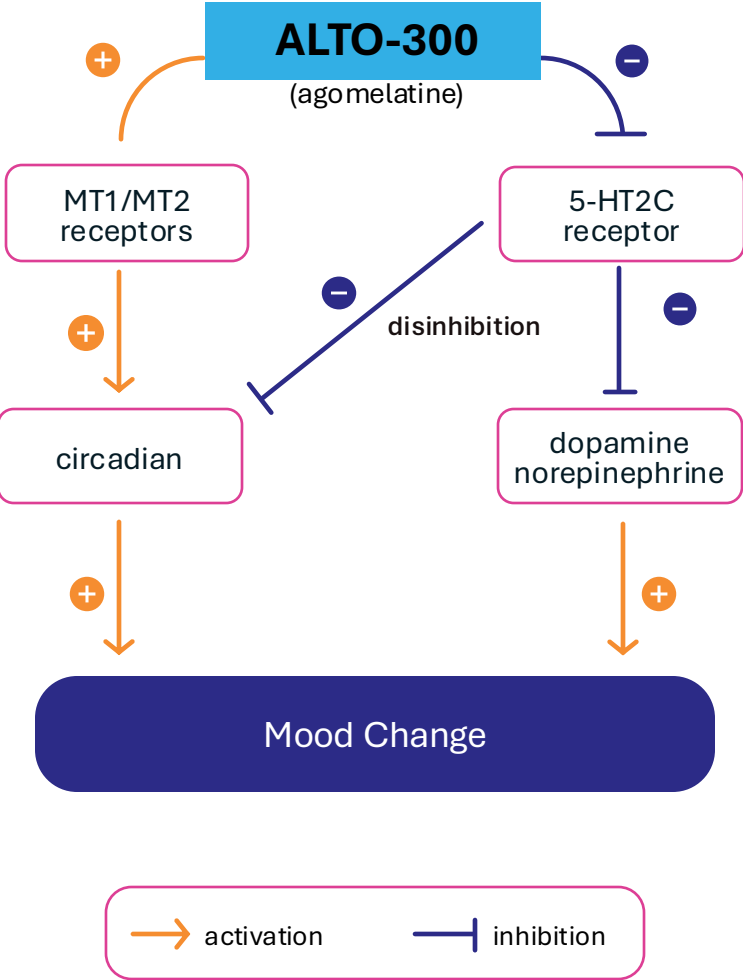 ALTO-300
(agomelatine)
+
−
MT1/MT2
receptors
5-HT2C
receptor
−
disinhibition
+
−
circadian
dopamine
norepinephrine
+
+
Mood Change
activation
inhibition